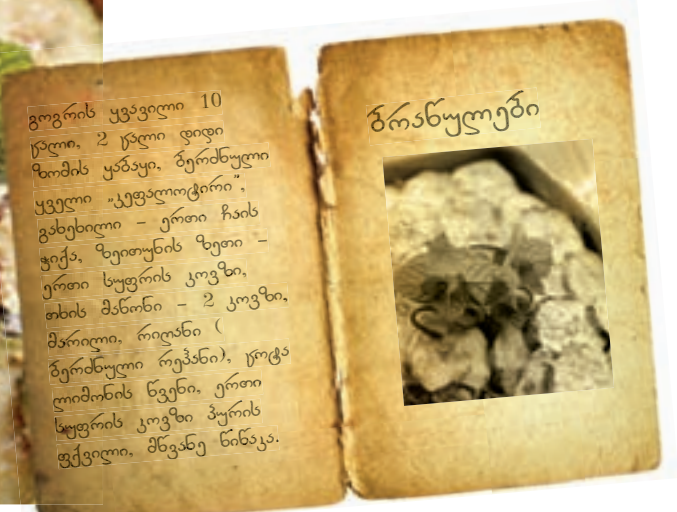 გოგრის ყვავილი 10
ცალი, 2 ცალი დიდი
ზომის ყაბაყი, ბერძნული
ყველი „კეფალოტირი“,
გახეხილი – ერთი ჩაის
ჭიქა, ზეითუნის ზეთი –
ერთი სუფრის კოვზი,
თხის მაწონი – 2 კოვზი,
მარილი, რიღანი (
ბერძნული რეჰანი), ცოტა
ლიმონის წვენი, ერთი
სუფრის კოვზი პურის
ფქვილი, მწვანე წიწაკა.
ბრანულები